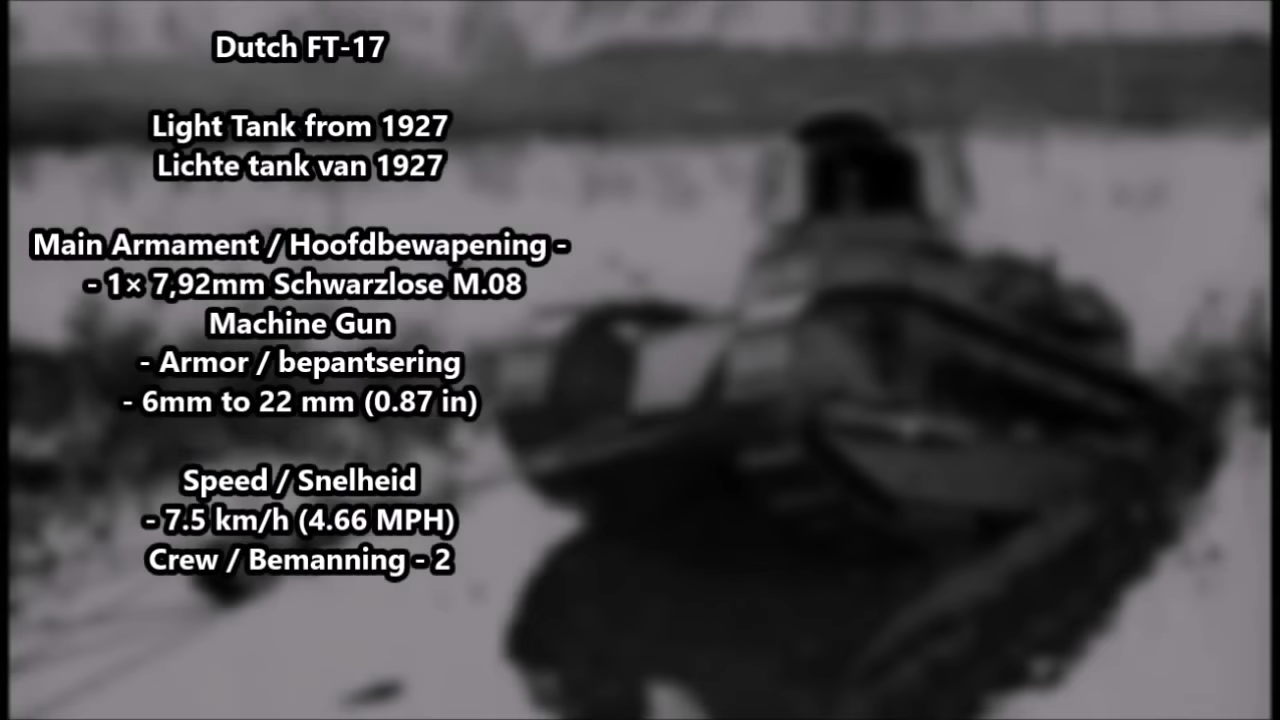 Dutch FT-17
Light Tank from 1927
Lichte tank van 1927
Main Armament / Hoofdbewapening -
- 1× 7,92mm Schwarzlose M.08
Machine Gun
- Armor / bepantsering
- 6mm to 22 mm (0.87 in)
Speed / Snelheid
- 7.5 km/h (4.66 MPH)
Crew / Bemanning - 2